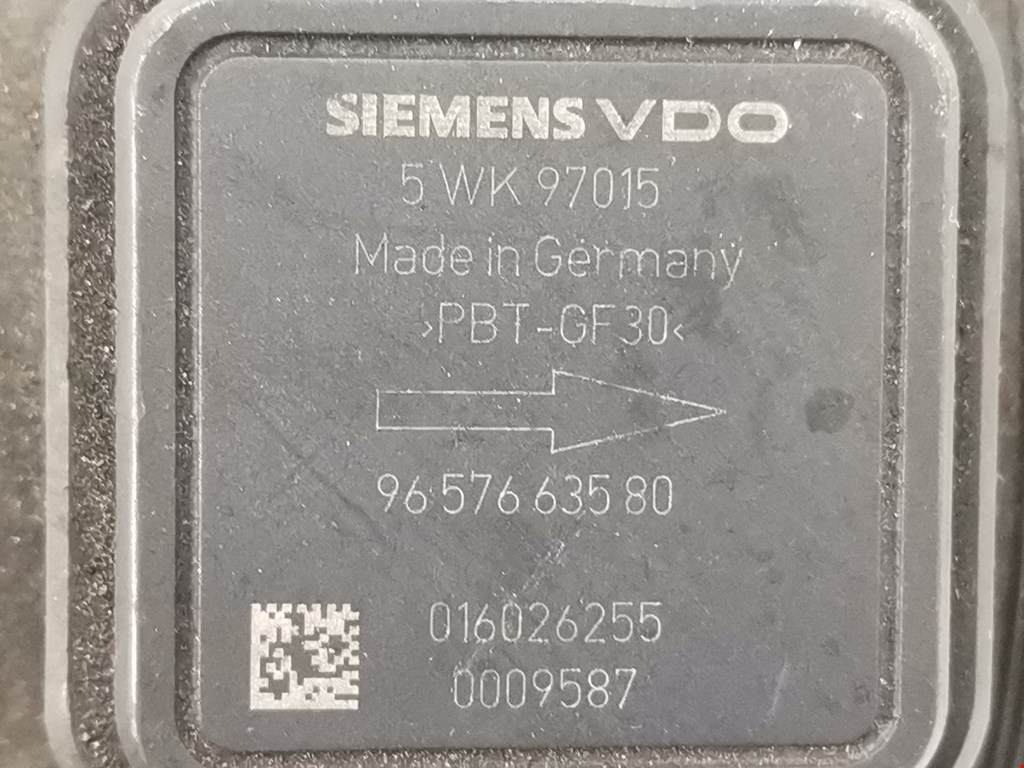 SIEMENS VDO
5 WK 97015
Made in Germany
>PBT-GF30<
96 576 635 80
016026255
0009587